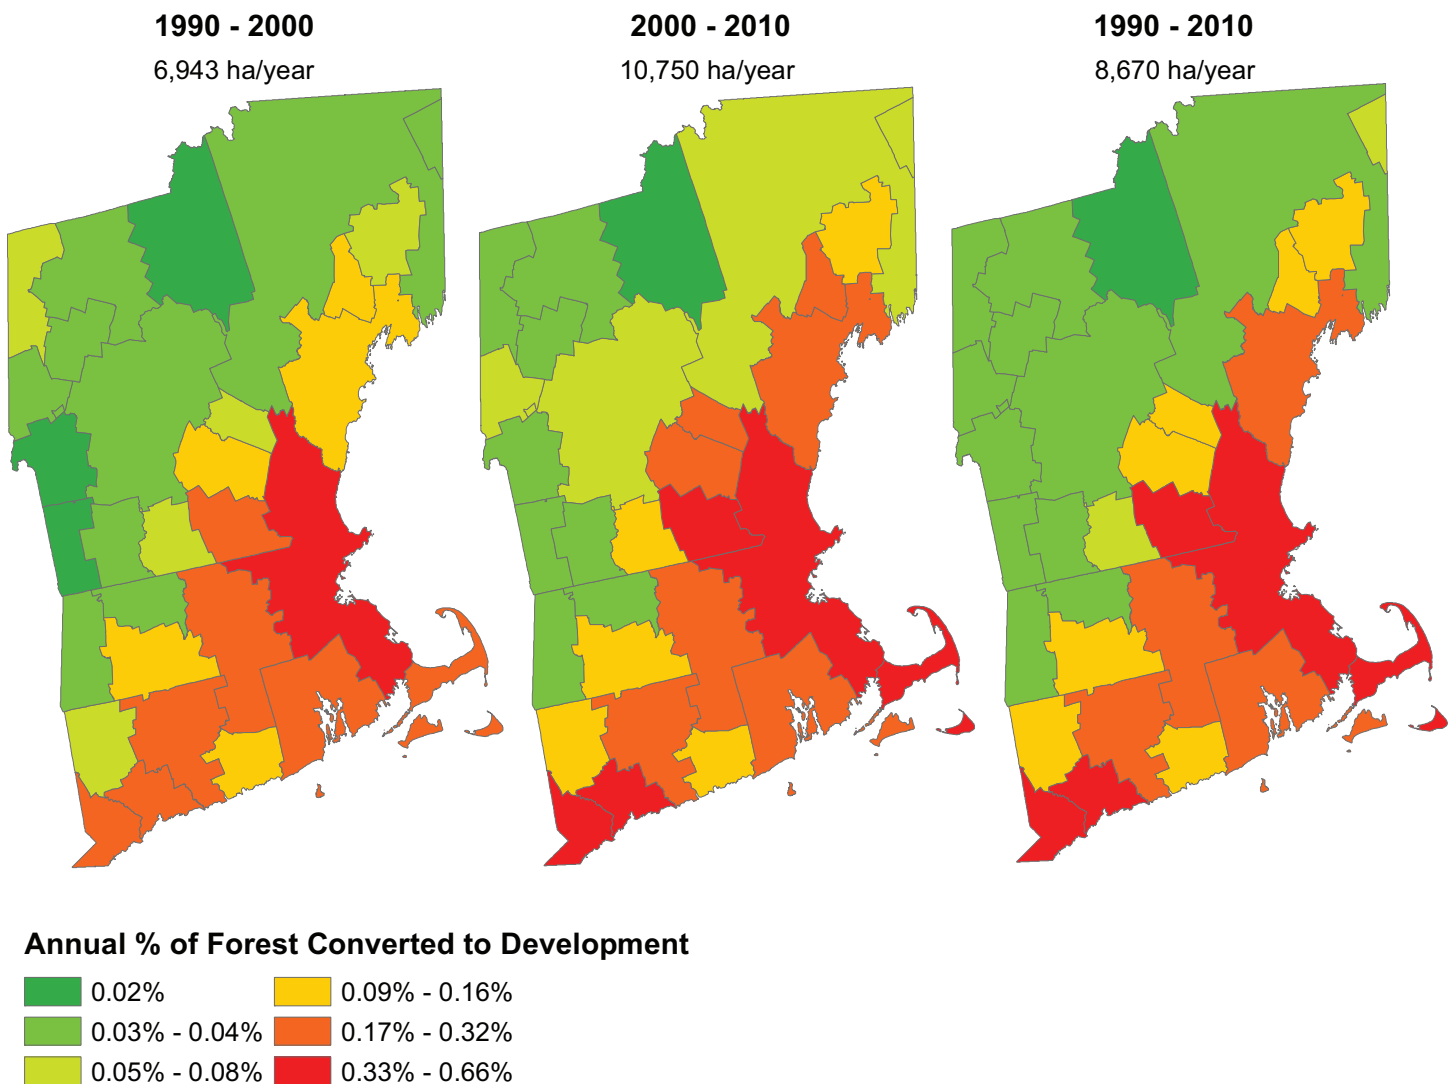 1990 - 2000
6,943 ha/year
2000 - 2010
10,750 ha/year
1990 - 2010
8,670 ha/year
Annual % of Forest Converted to Development
0.02%
0.03% - 0.04%
0.05% - 0.08%
0.09% - 0.16%
0.17% - 0.32%
0.33% - 0.66%